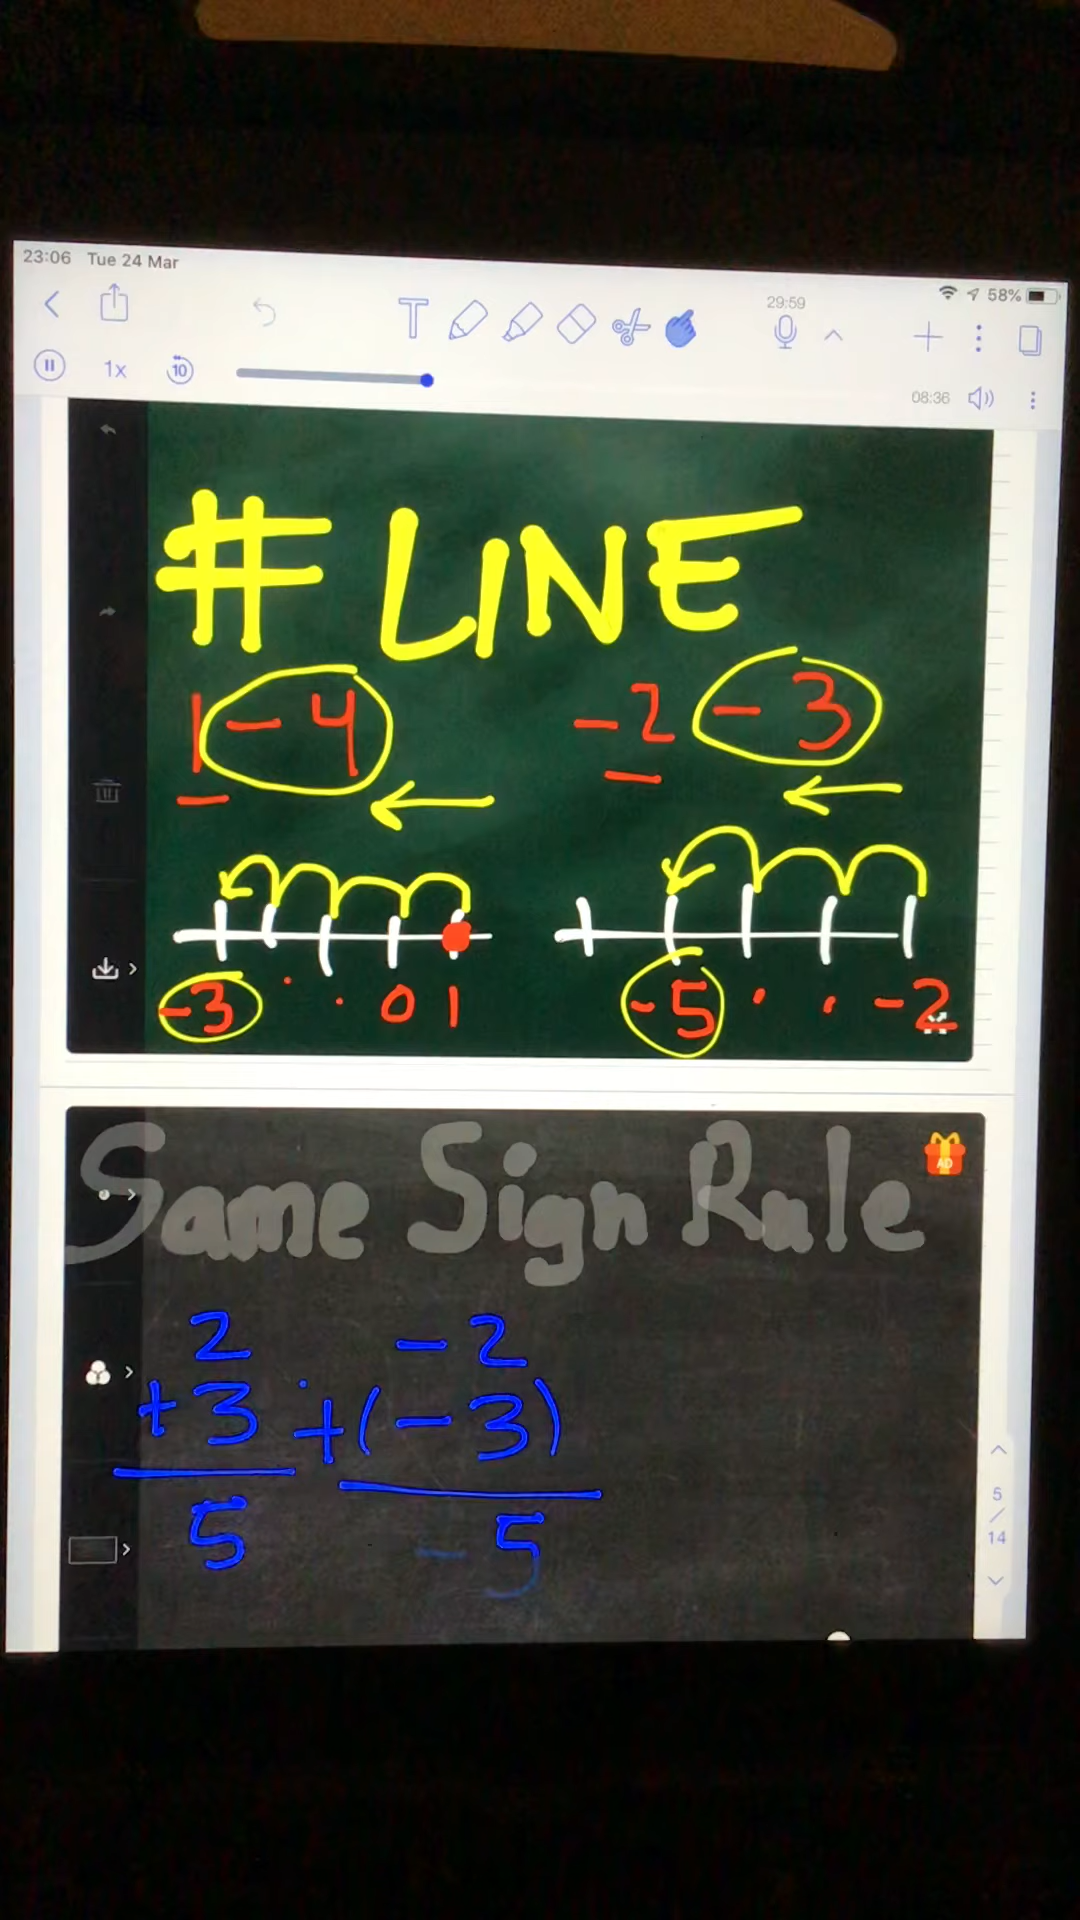 23:06 Tue 24 Mar
58%
29:59
1x
10
08:36
# LINE
1 - 4
-2 - 3
-3 . . 0 1
-5 . . -2
AD
Same Sign Rule
2
+ 3
5
-2
+(-3)
-5
5
/
14